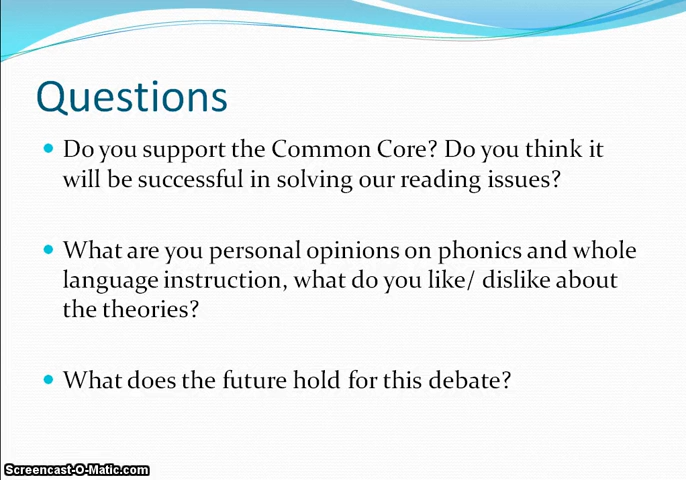 Questions
Do you support the Common Core? Do you think it
will be successful in solving our reading issues?
What are you personal opinions on phonics and whole
language instruction, what do you like/ dislike about
the theories?
What does the future hold for this debate?
Screencast-O-Matic.com